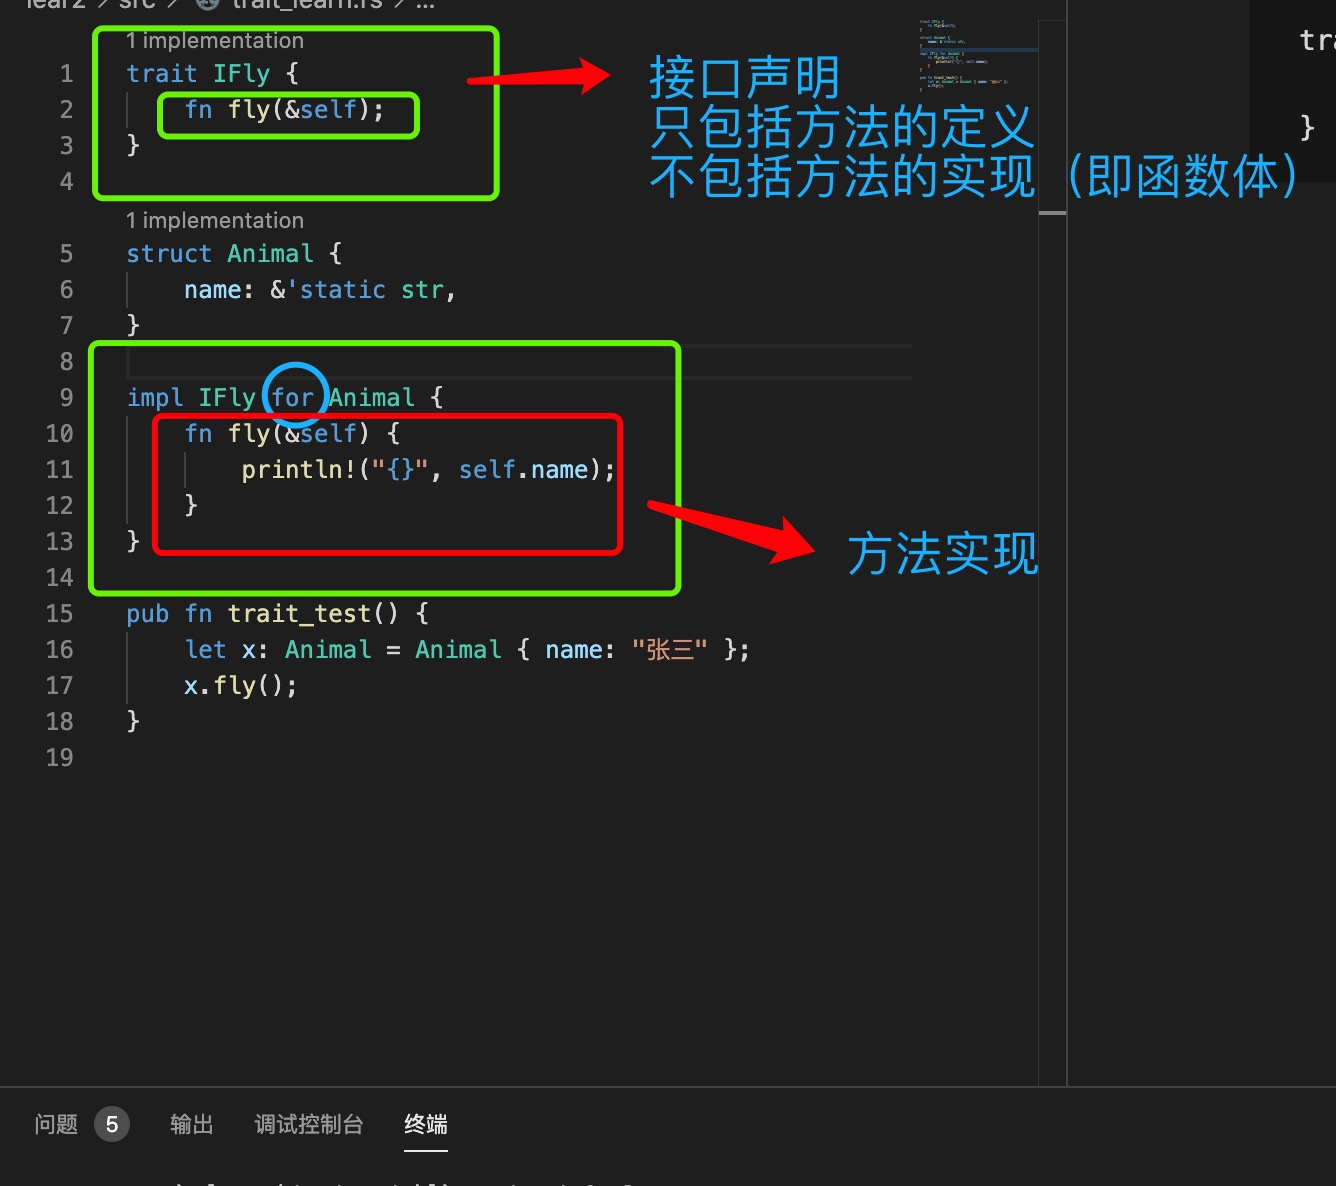 lear2 > src > trait_learn.rs > ...
1 implementation
1 trait IFly {
2 fn fly(&self);
3 }
4
1 implementation
5 struct Animal {
6 name: &'static str,
7 }
8
9 impl IFly for Animal {
10 fn fly(&self) {
11 println!("{}", self.name);
12 }
13 }
14
15 pub fn trait_test() {
16 let x: Animal = Animal { name: "张三" };
17 x.fly();
18 }
19
接口声明
只包括方法的定义
不包括方法的实现（即函数体）
方法实现
}
问题 5 输出 调试控制台 终端